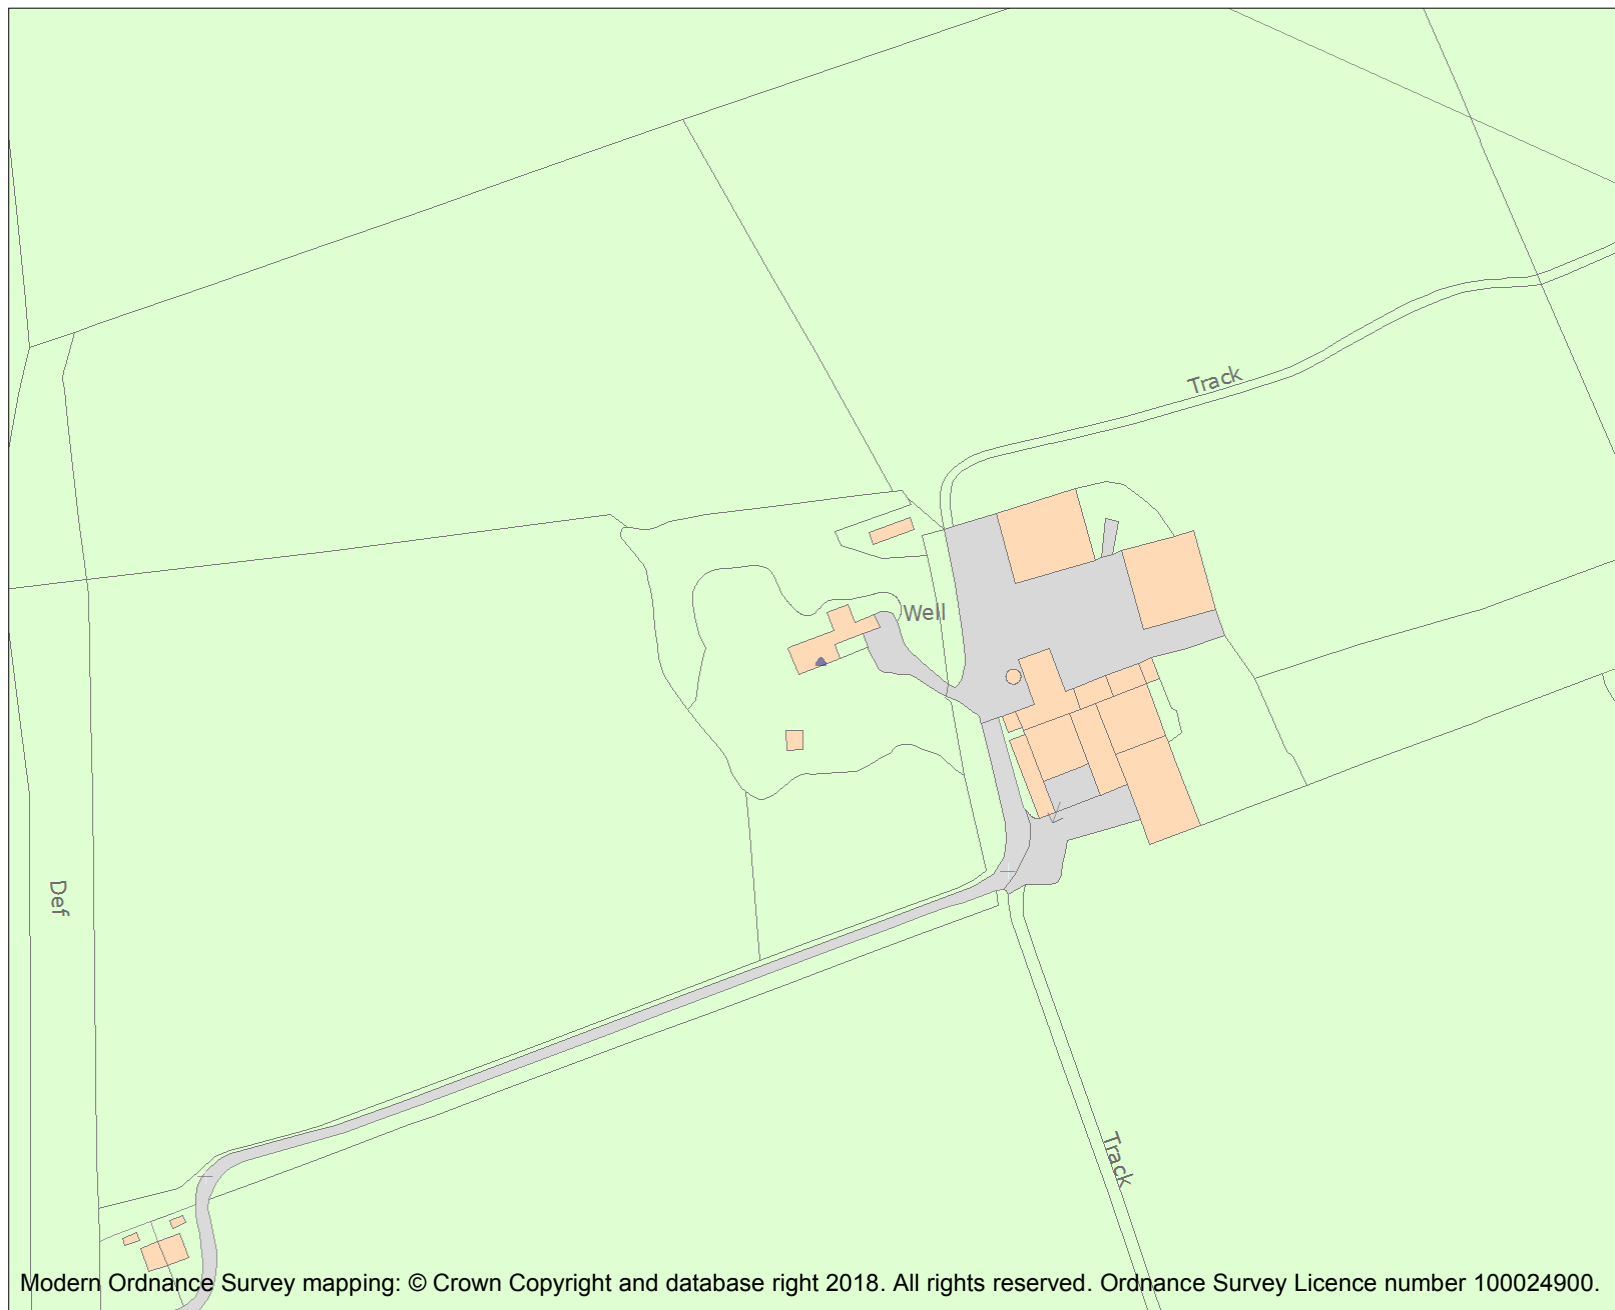 Track
Well
Def
Track
Modern Ordnance Survey mapping: © Crown Copyright and database right 2018. All rights reserved. Ordnance Survey Licence number 100024900.